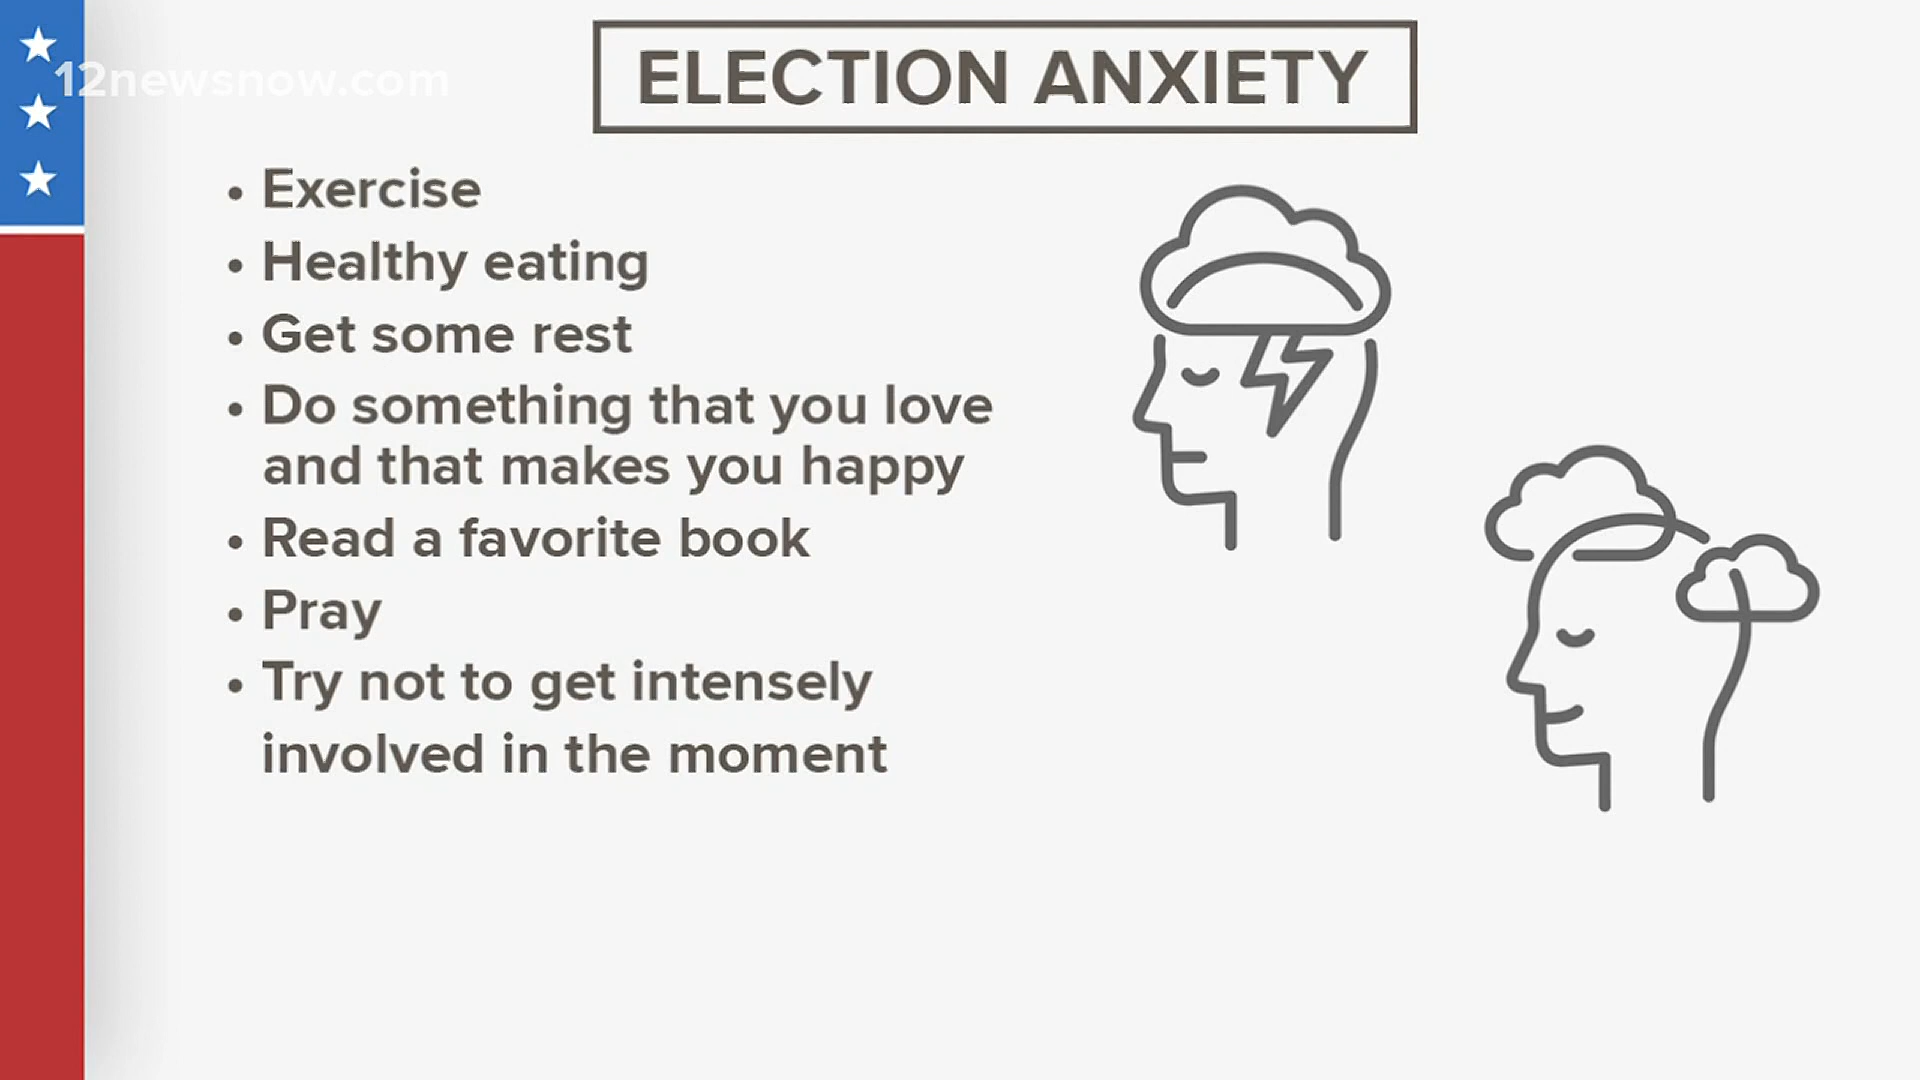 12newsnow.com
ELECTION ANXIETY
• Exercise
• Healthy eating
• Get some rest
• Do something that you love
and that makes you happy
• Read a favorite book
• Pray
• Try not to get intensely
involved in the moment